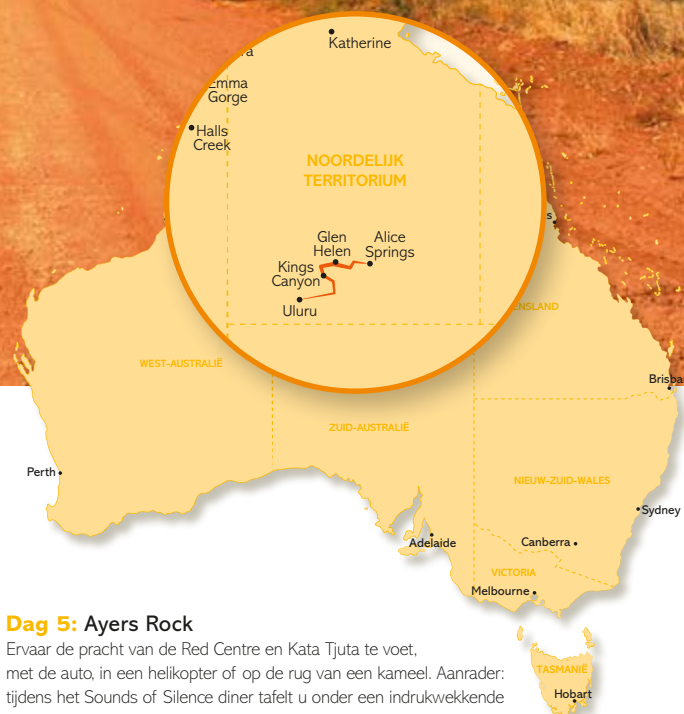 Katherine
Emma
Gorge
Halls
Creek
NOORDELIJK
TERRITORIUM
Glen
Helen
Alice
Springs
Kings
Canyon
Uluru
WEST-AUSTRALIË
ZUID-AUSTRALIË
NIEUW-ZUID-WALES
Perth
Sydney
Adelaide
Canberra
VICTORIA
Melbourne
TASMANIË
Hobart
Dag 5: Ayers Rock
Ervaar de pracht van de Red Centre en Kata Tjuta te voet,
met de auto, in een helikopter of op de rug van een kameel. Aanrader:
tijdens het Sounds of Silence diner tafelt u onder een indrukwekkende